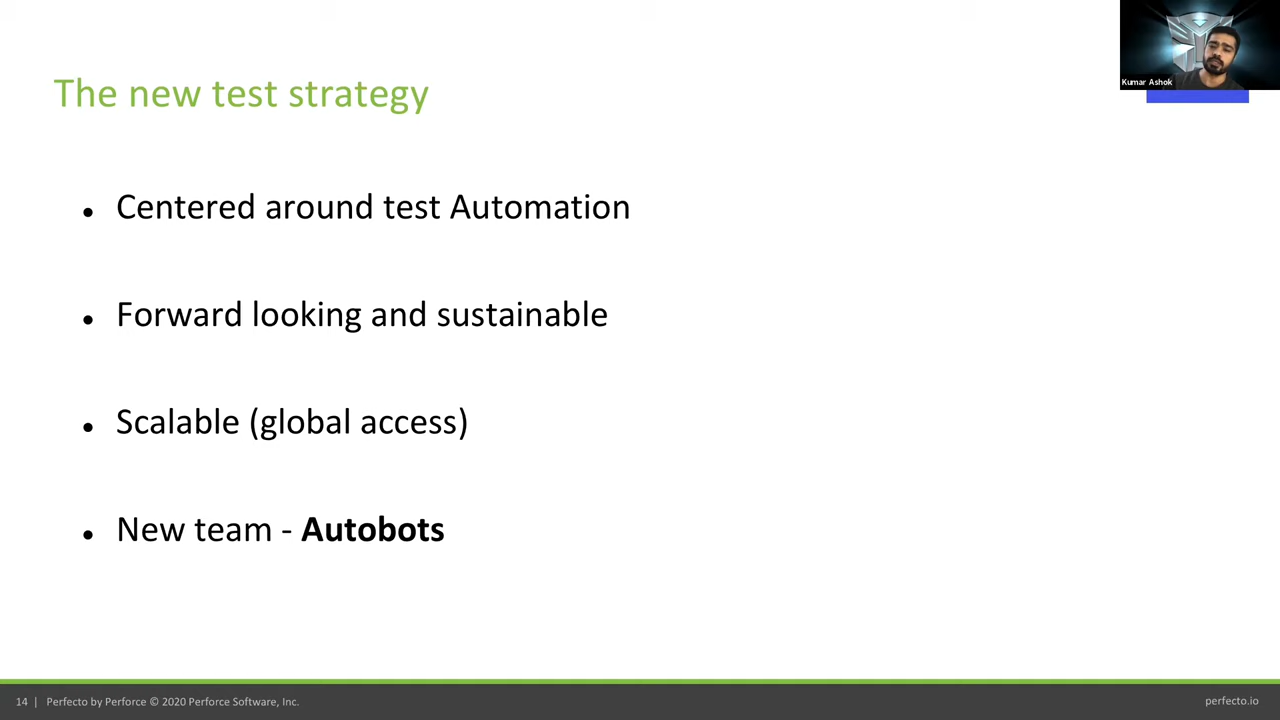 Kumar Ashok
The new test strategy
• Centered around test Automation
• Forward looking and sustainable
• Scalable (global access)
• New team - Autobots
14 | Perfecto by Perforce © 2020 Perforce Software, Inc.
perfecto.io